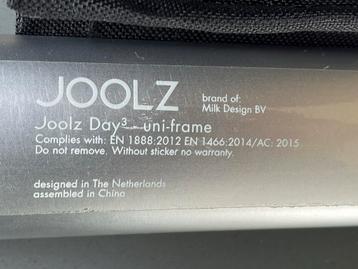 JOOLZ
brand of:
Milk Design BV
Joolz Day³ - uni-frame
Complies with: EN 1888:2012 EN 1466:2014/AC: 2015
Do not remove. Without sticker no warranty.
designed in The Netherlands
assembled in China